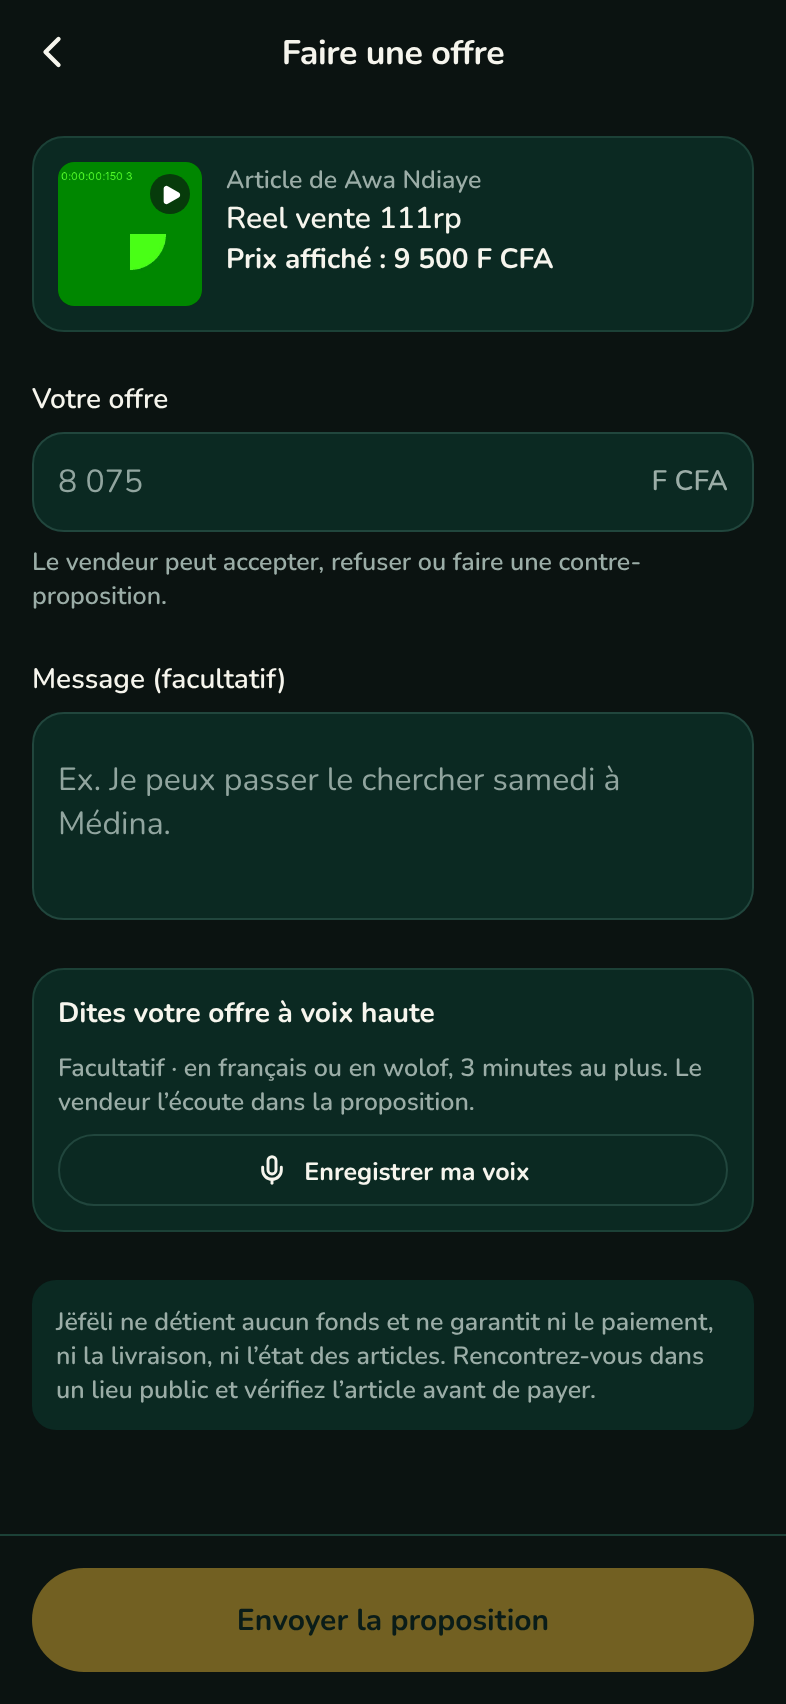 Faire une offre
0:00:00:150 3
Article de Awa Ndiaye
Reel vente 111rp
Prix affiché : 9 500 F CFA
Votre offre
8 075
F CFA
Le vendeur peut accepter, refuser ou faire une contre-
proposition.
Message (facultatif)
Ex. Je peux passer le chercher samedi à
Médina.
Dites votre offre à voix haute
Facultatif · en français ou en wolof, 3 minutes au plus. Le
vendeur l’écoute dans la proposition.
Enregistrer ma voix
Jëfëli ne détient aucun fonds et ne garantit ni le paiement,
ni la livraison, ni l’état des articles. Rencontrez-vous dans
un lieu public et vérifiez l’article avant de payer.
Envoyer la proposition